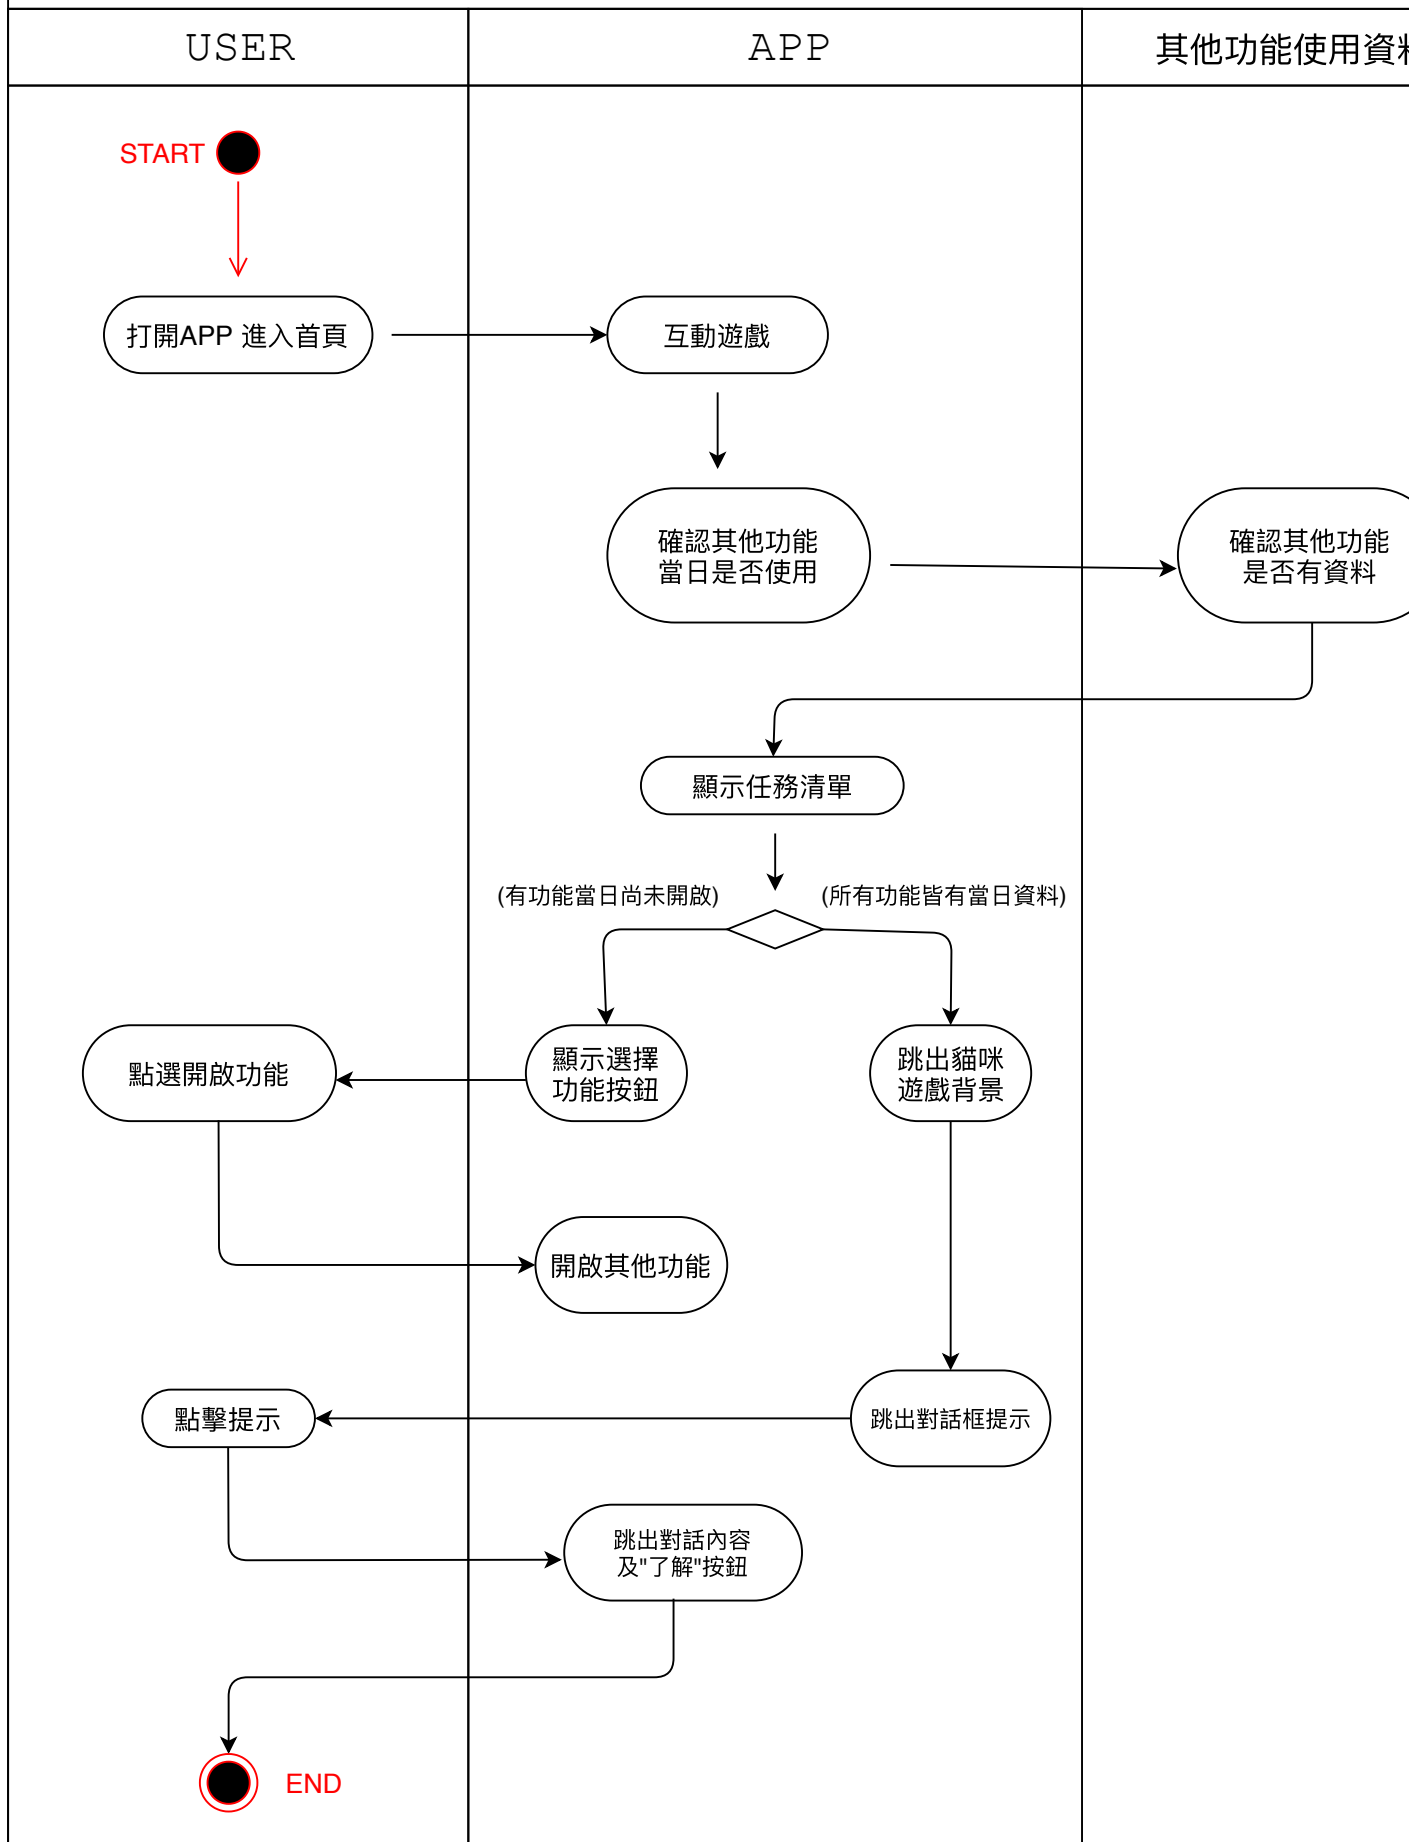 USER
APP
其他功能使用資
START
打開APP 進入首頁
互動遊戲
確認其他功能
當日是否使用
確認其他功能
是否有資料
顯示任務清單
(有功能當日尚未開啟)
(所有功能皆有當日資料)
點選開啟功能
顯示選擇
功能按鈕
跳出貓咪
遊戲背景
開啟其他功能
點擊提示
跳出對話框提示
跳出對話內容
及"了解"按鈕
END